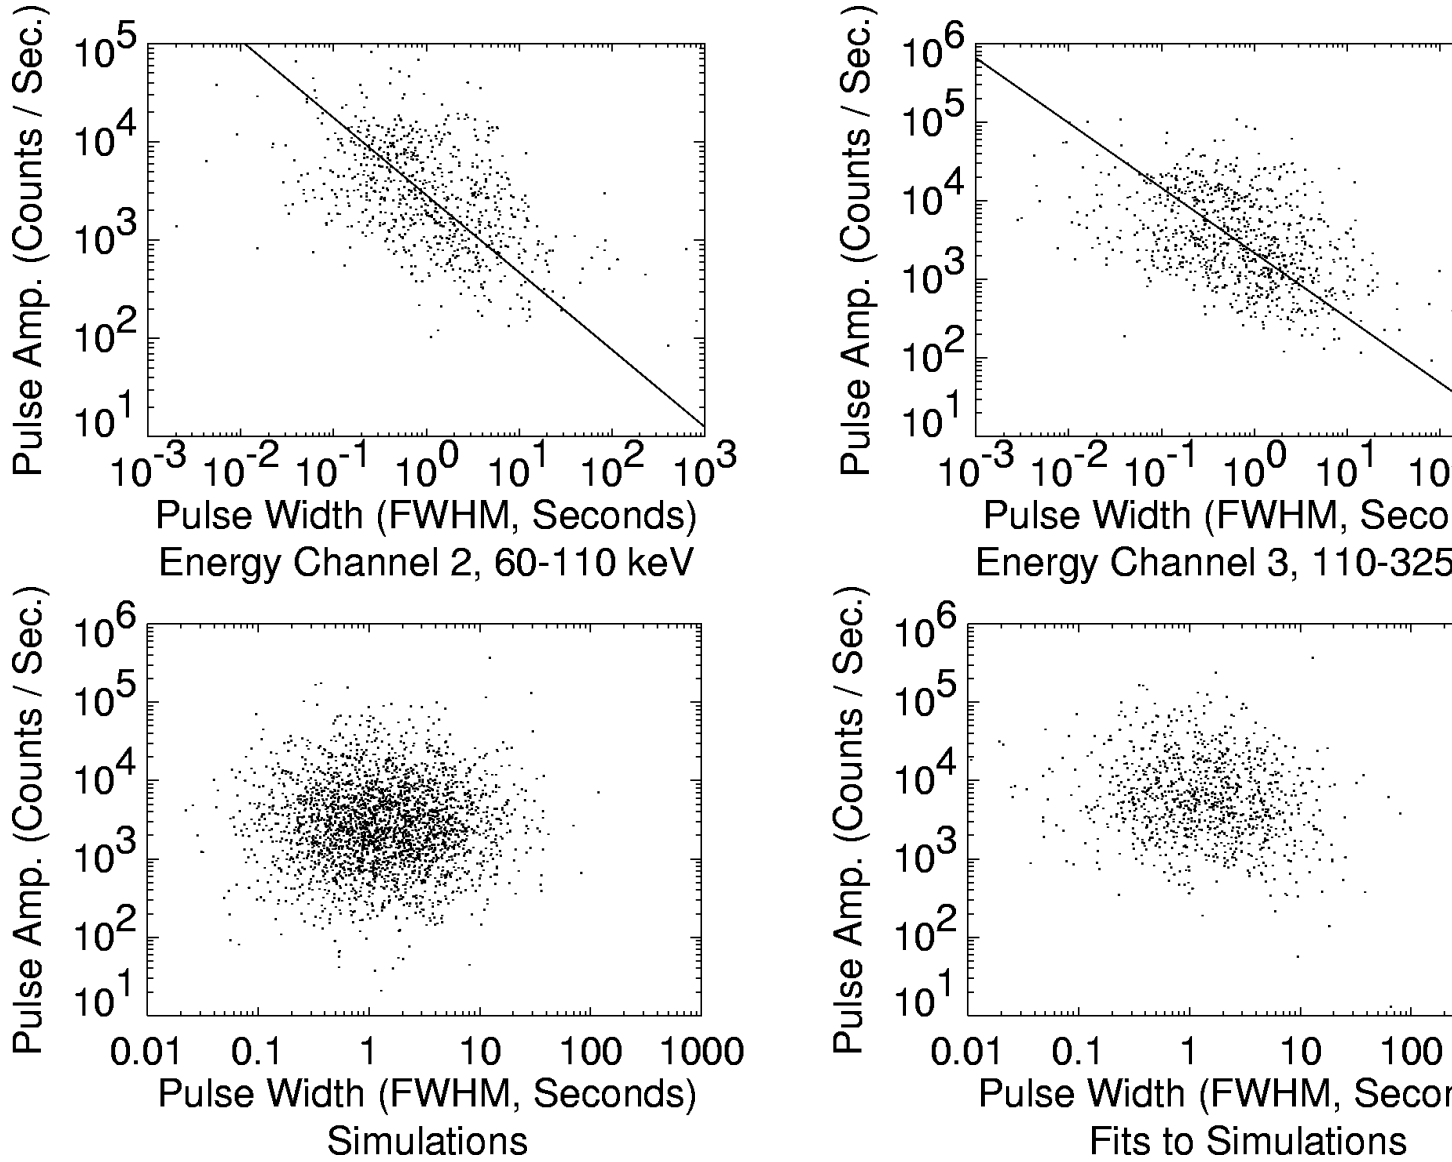 Pulse Amp. (Counts / Sec.)
10^5
10^4
10^3
10^2
10^1
10^-3 10^-2 10^-1 10^0 10^1 10^2 10^3
Pulse Width (FWHM, Seconds)
Energy Channel 2, 60-110 keV
Pulse Amp. (Counts / Sec.)
10^6
10^5
10^4
10^3
10^2
10^1
10^-3 10^-2 10^-1 10^0 10^1 10
Pulse Width (FWHM, Seco
Energy Channel 3, 110-325
Pulse Amp. (Counts / Sec.)
10^6
10^5
10^4
10^3
10^2
10^1
0.01 0.1 1 10 100 1000
Pulse Width (FWHM, Seconds)
Simulations
Pulse Amp. (Counts / Sec.)
10^6
10^5
10^4
10^3
10^2
10^1
0.01 0.1 1 10 100
Pulse Width (FWHM, Secon
Fits to Simulations